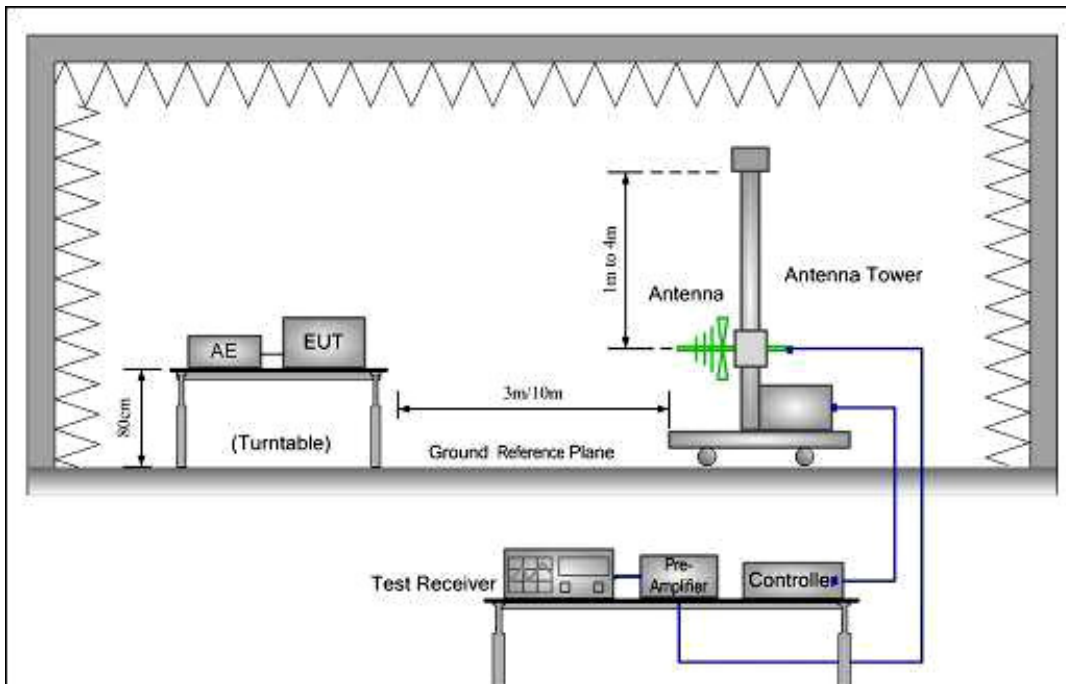 1m to 4m
Antenna
Antenna Tower
AE
EUT
80cm
3m/10m
(Turntable)
Ground Reference Plane
Test Receiver
Pre-
Amplifier
Controller